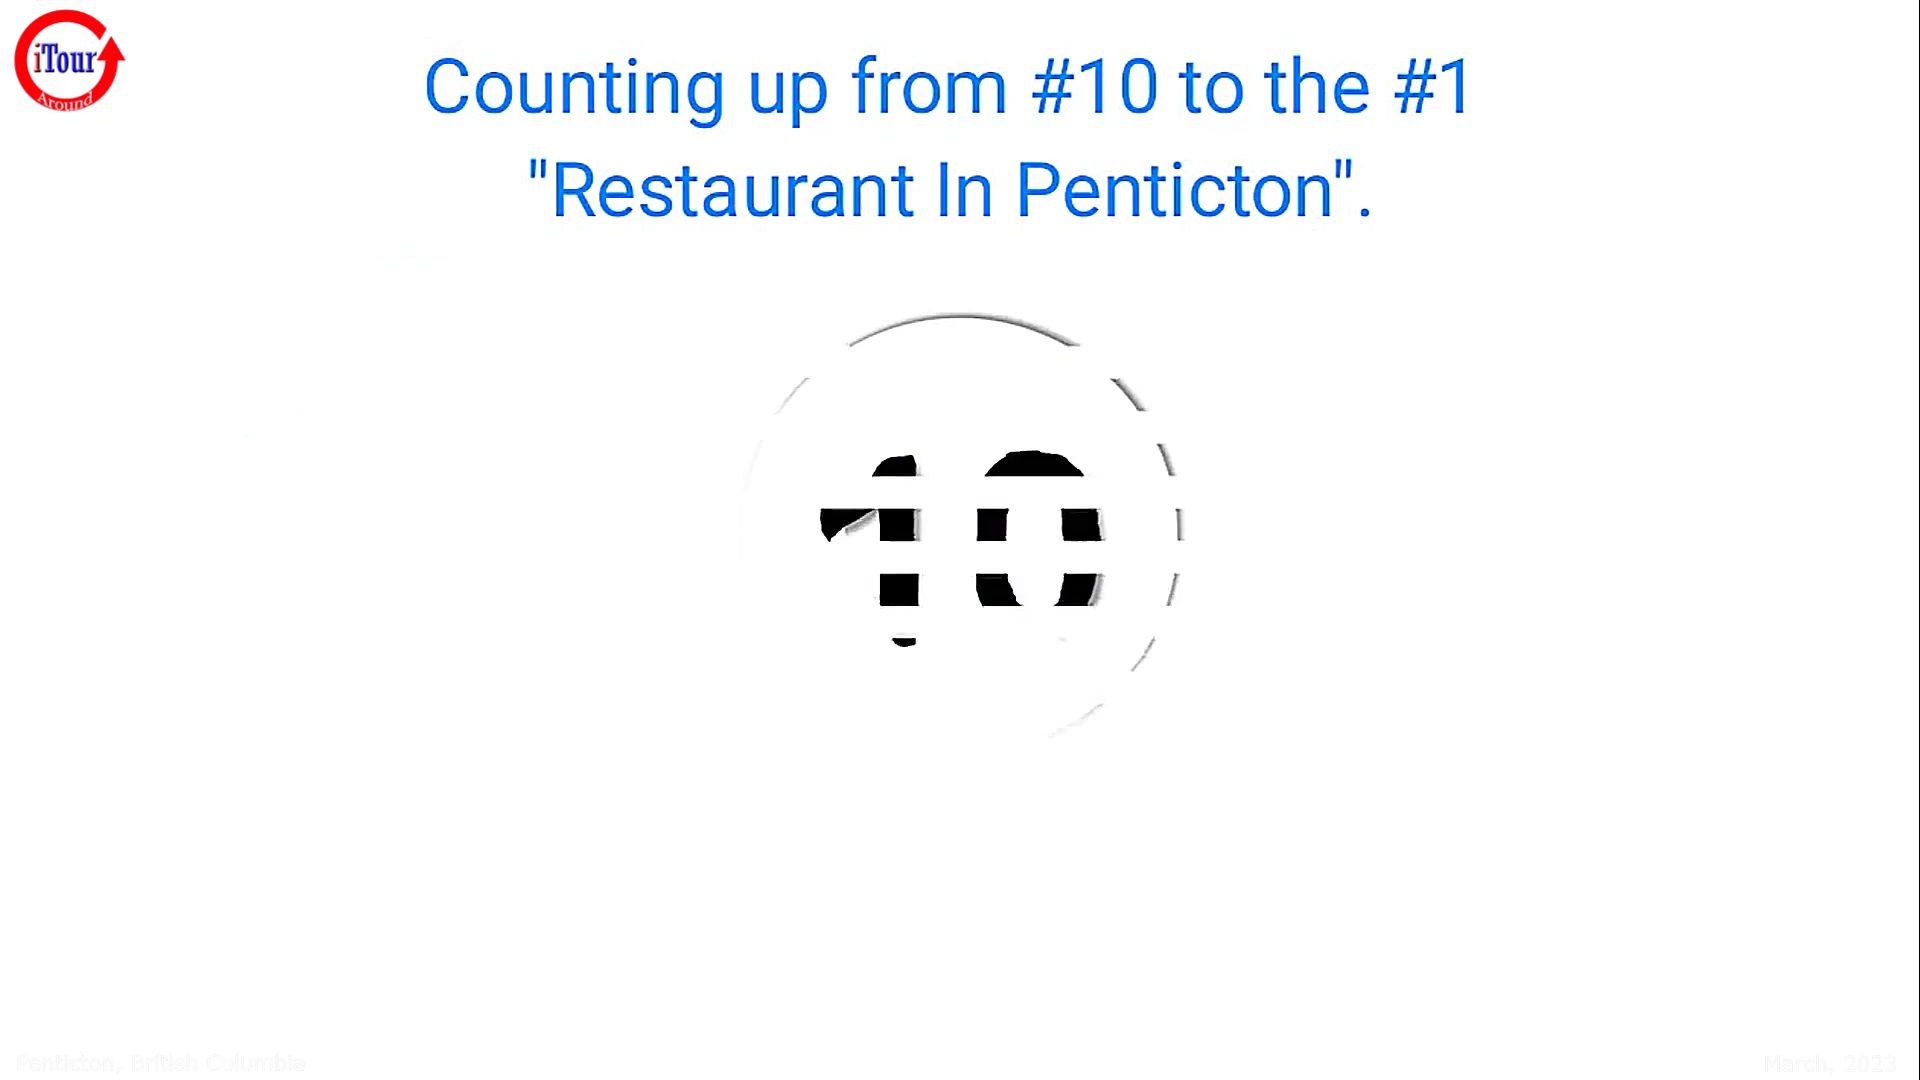 iTour
Around
Counting up from #10 to the #1
"Restaurant In Penticton".
10
Penticton, British Columbia
March, 2023